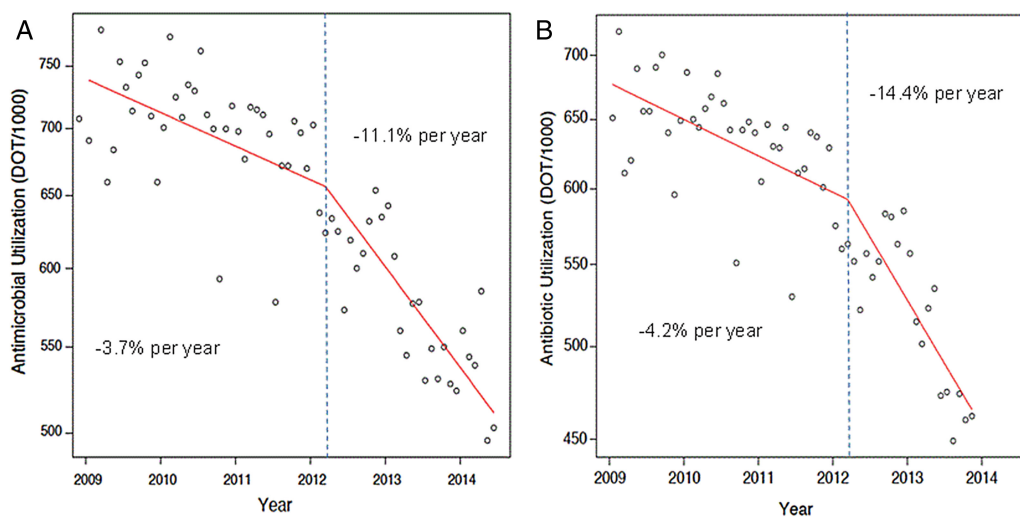 A
Antimicrobial Utilization (DOT/1000)
750
700
650
600
550
500
-11.1% per year
-3.7% per year
2009 2010 2011 2012 2013 2014
Year
B
Antibiotic Utilization (DOT/1000)
700
650
600
550
500
450
-14.4% per year
-4.2% per year
2009 2010 2011 2012 2013 2014
Year